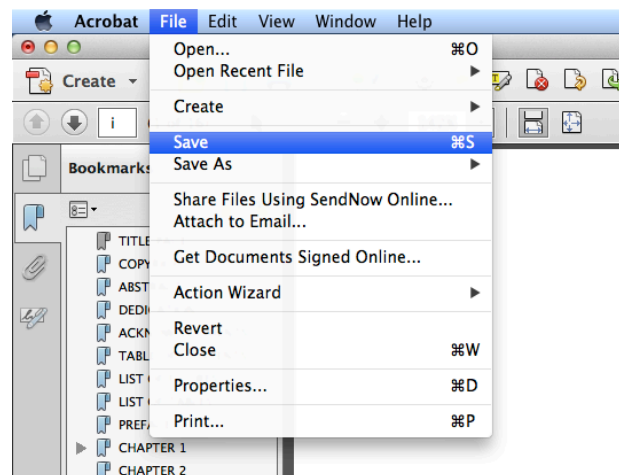 Acrobat File Edit View Window Help
Open... ⌘O
Open Recent File
Create
Save ⌘S
Save As
Share Files Using SendNow Online...
Attach to Email...
Get Documents Signed Online...
Action Wizard
Revert
Close ⌘W
Properties... ⌘D
Print... ⌘P
Create
i
Bookmarks
TITLE
COPY
ABST
DEDI
ACKN
TABL
LIST
LIST
PREFA
CHAPTER 1
CHAPTER 2